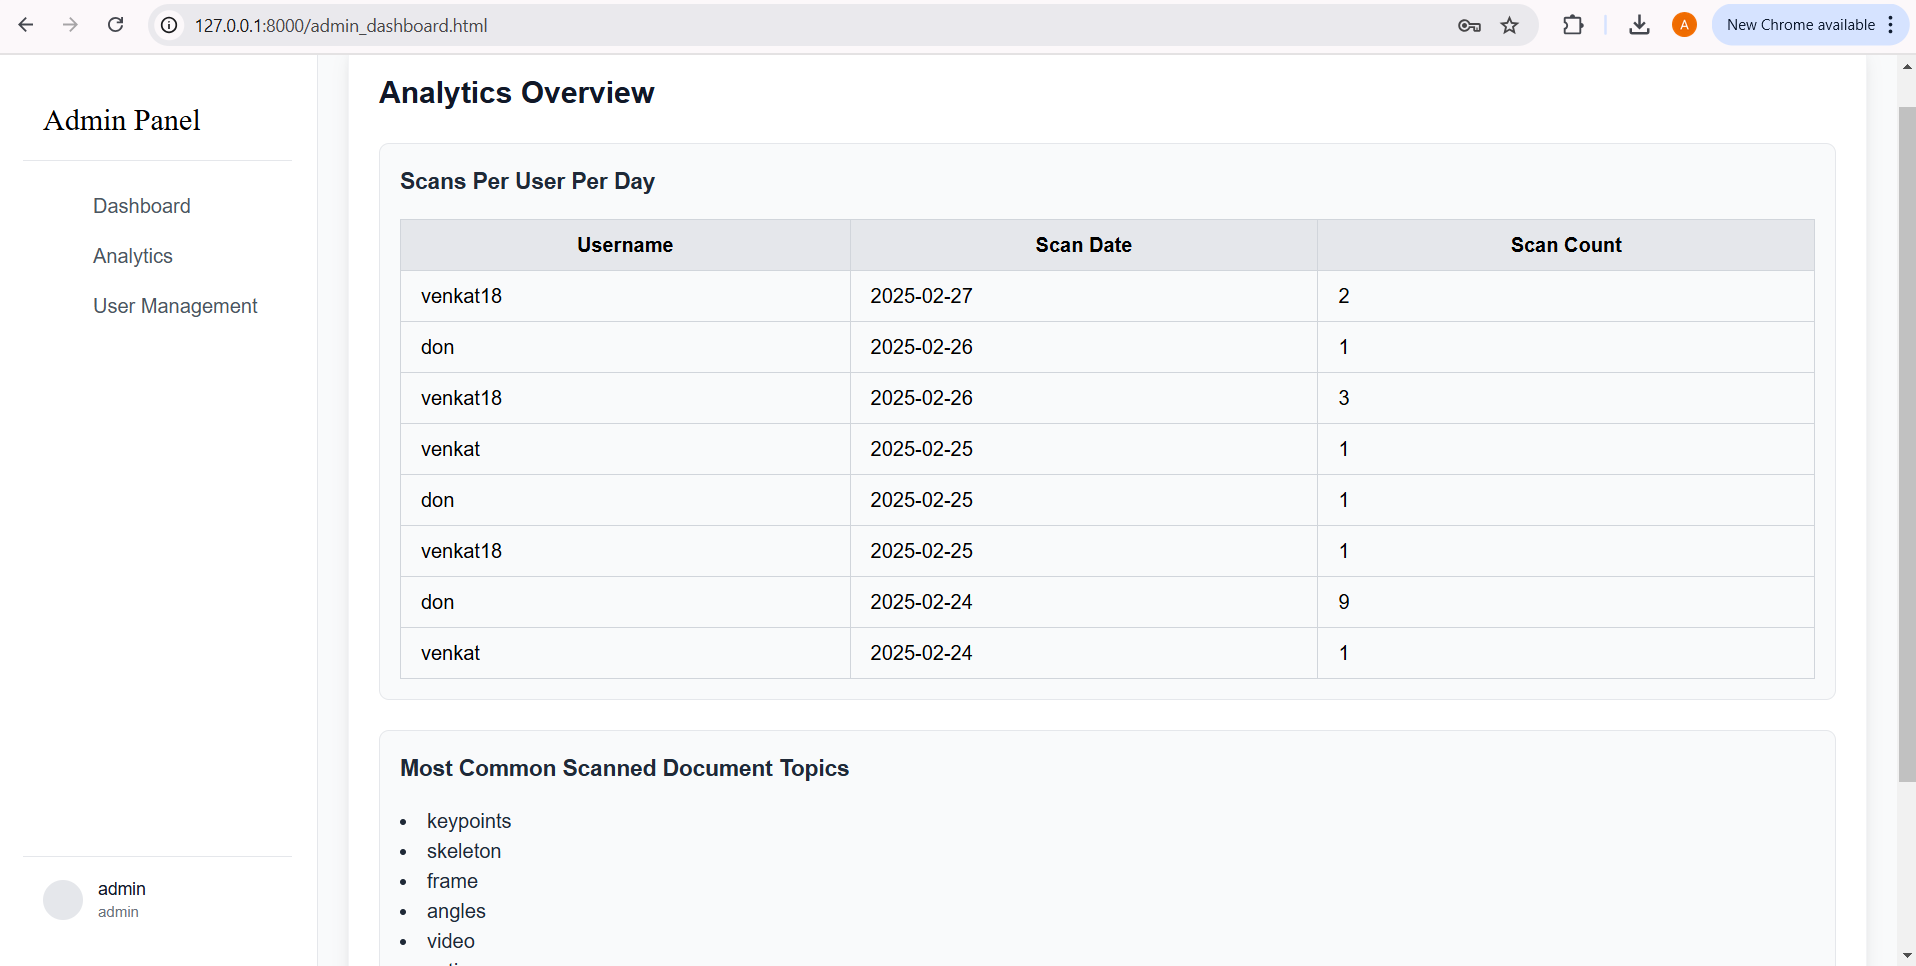 127.0.0.1:8000/admin_dashboard.html
A
New Chrome available
Admin Panel
Dashboard
Analytics
User Management
admin
admin
Analytics Overview
Scans Per User Per Day
Username Scan Date Scan Count
venkat18 2025-02-27 2
don 2025-02-26 1
venkat18 2025-02-26 3
venkat 2025-02-25 1
don 2025-02-25 1
venkat18 2025-02-25 1
don 2025-02-24 9
venkat 2025-02-24 1
Most Common Scanned Document Topics
• keypoints
• skeleton
• frame
• angles
• video